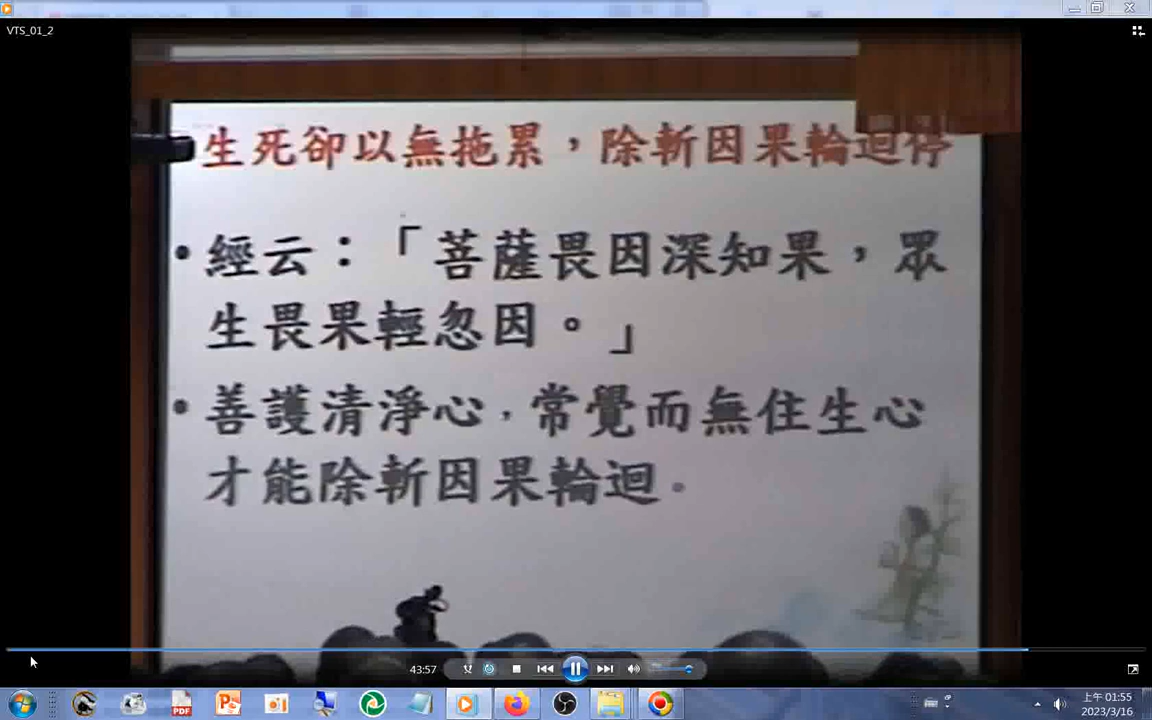 VTS_01_2
生死卻以無拖累，除斬因果輪迴停
•經云：「菩薩畏因深知果，眾
生畏果輕忽因。」
•善護清淨心，常覺而無住生心
才能除斬因果輪迴。
43:57
PDF
上午 01:55
2023/3/16